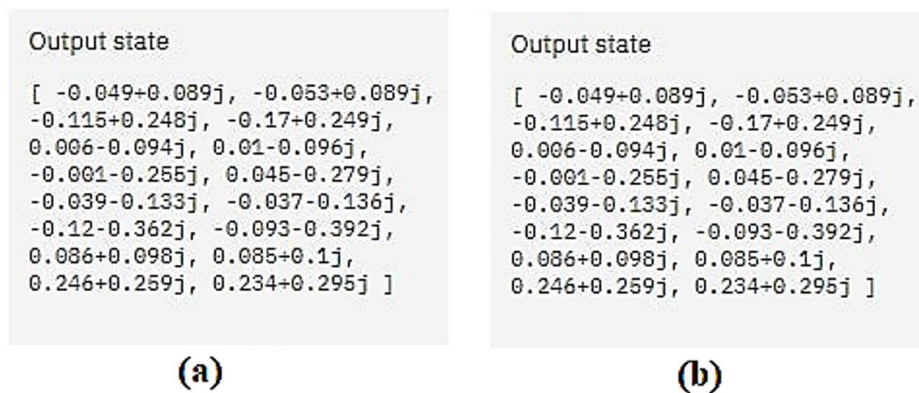 Output state
[ -0.049+0.089j, -0.053+0.089j,
-0.115+0.248j, -0.17+0.249j,
0.006-0.094j, 0.01-0.096j,
-0.001-0.255j, 0.045-0.279j,
-0.039-0.133j, -0.037-0.136j,
-0.12-0.362j, -0.093-0.392j,
0.086+0.098j, 0.085+0.1j,
0.246+0.259j, 0.234+0.295j ]
(a)
Output state
[ -0.049+0.089j, -0.053+0.089j,
-0.115+0.248j, -0.17+0.249j,
0.006-0.094j, 0.01-0.096j,
-0.001-0.255j, 0.045-0.279j,
-0.039-0.133j, -0.037-0.136j,
-0.12-0.362j, -0.093-0.392j,
0.086+0.098j, 0.085+0.1j,
0.246+0.259j, 0.234+0.295j ]
(b)